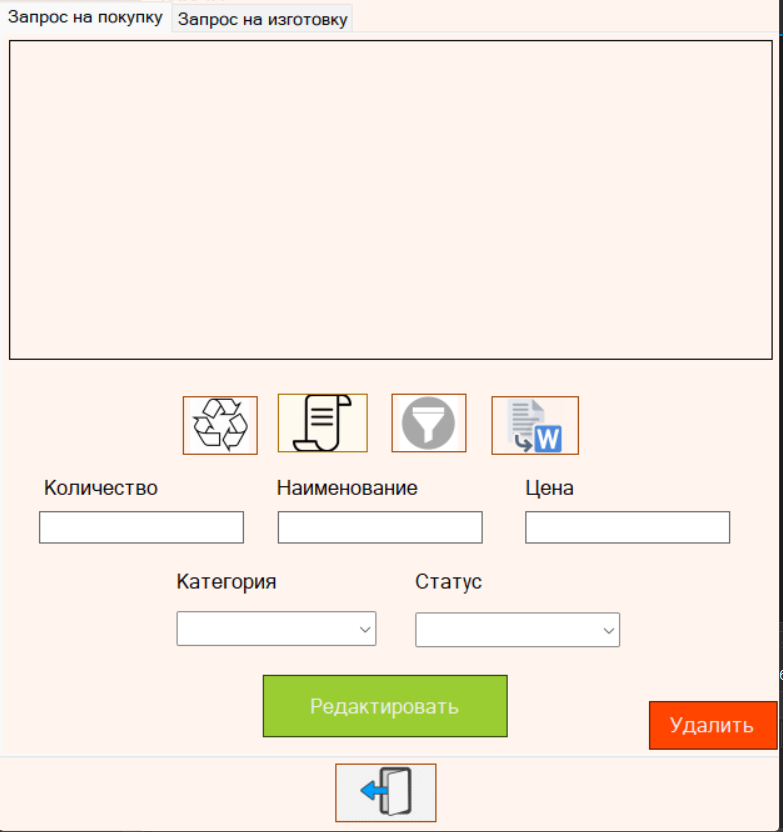 Запрос на покупку Запрос на изготовку
Количество Наименование Цена
Категория Статус
Редактировать
Удалить
W